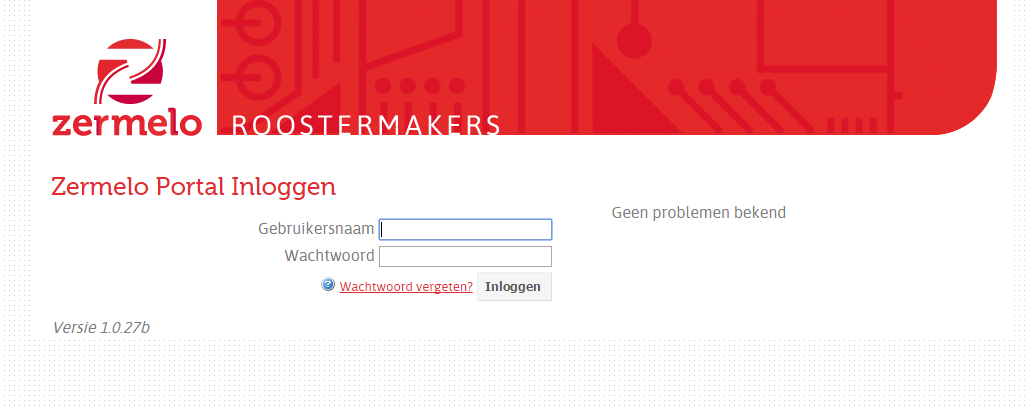 zermelo
ROOSTERMAKERS
Zermelo Portal Inloggen
Geen problemen bekend
Gebruikersnaam
Wachtwoord
? Wachtwoord vergeten? Inloggen
Versie 1.0.27b